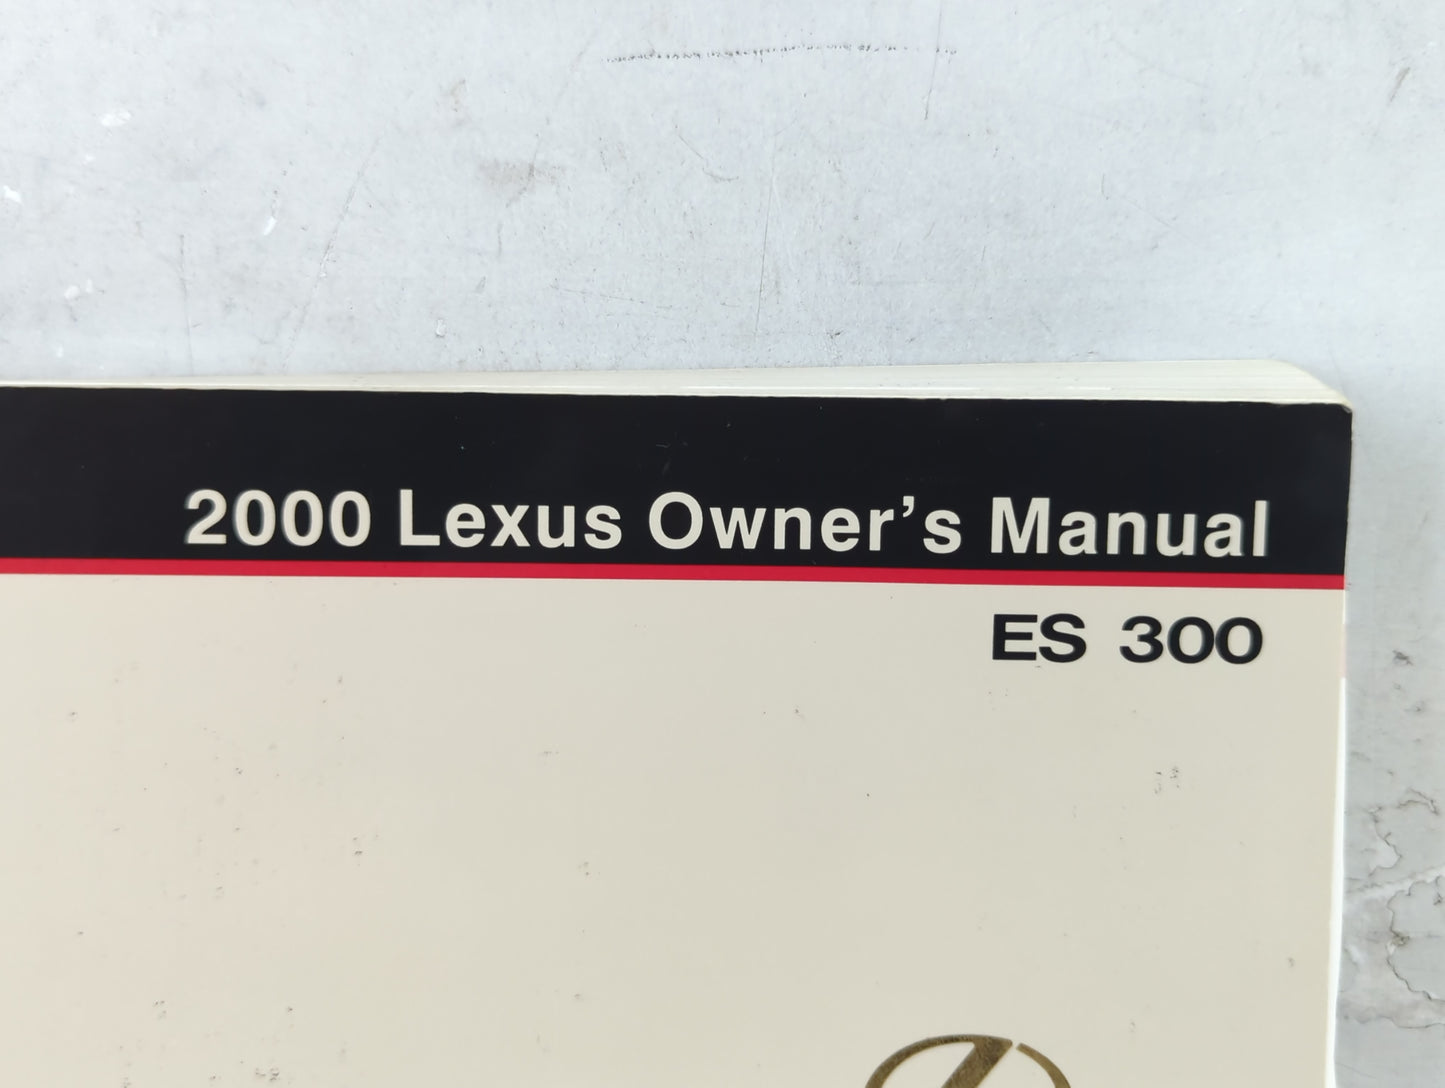 2000 Lexus Owner’s Manual
ES 300